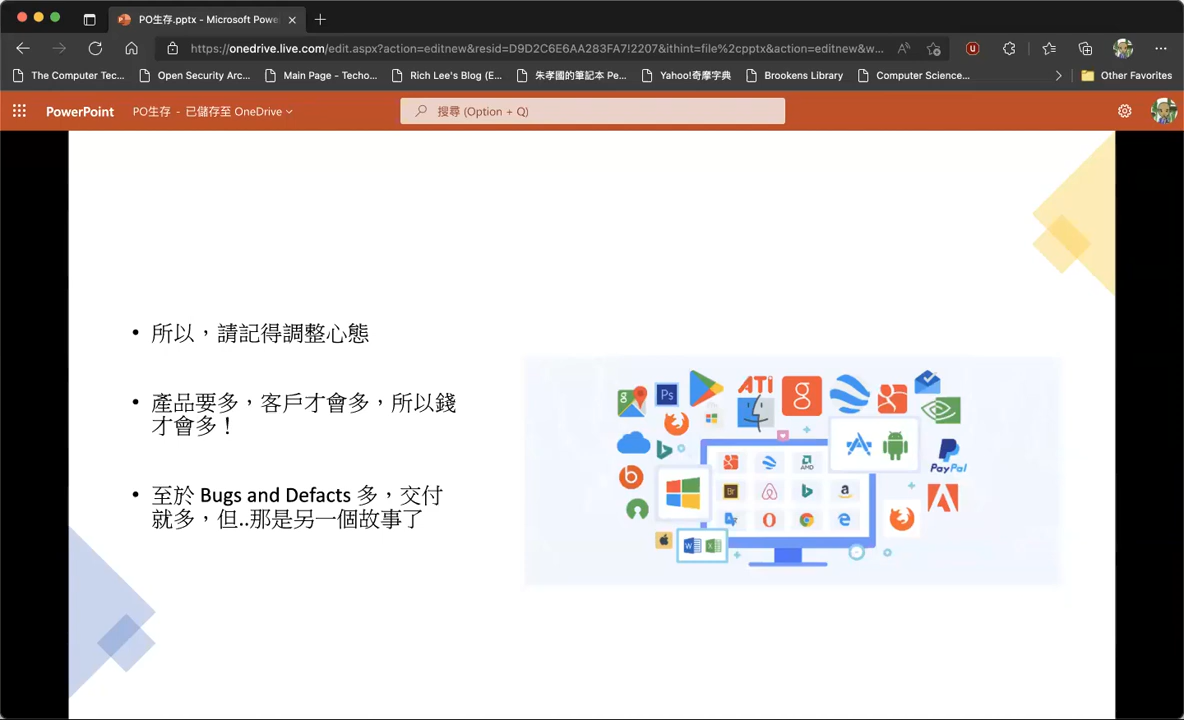 PO生存.pptx - Microsoft Powe
https://onedrive.live.com/edit.aspx?action=editnew&resid=D9D2C6E6AA283FA7!2207&ithint=file%2cpptx&action=editnew&w...
The Computer Tec...
Open Security Arc...
Main Page - Techo...
Rich Lee's Blog (E...
朱孝國的筆記本 Pe...
Yahoo!奇摩字典
Brookens Library
Computer Science...
Other Favorites
PowerPoint
PO生存 - 已儲存至 OneDrive
搜尋 (Option + Q)
• 所以，請記得調整心態
• 產品要多，客戶才會多，所以錢
才會多！
• 至於 Bugs and Defacts 多，交付
就多，但..那是另一個故事了
Ps
ATI
g
g
AMD
Br
a
PayPal